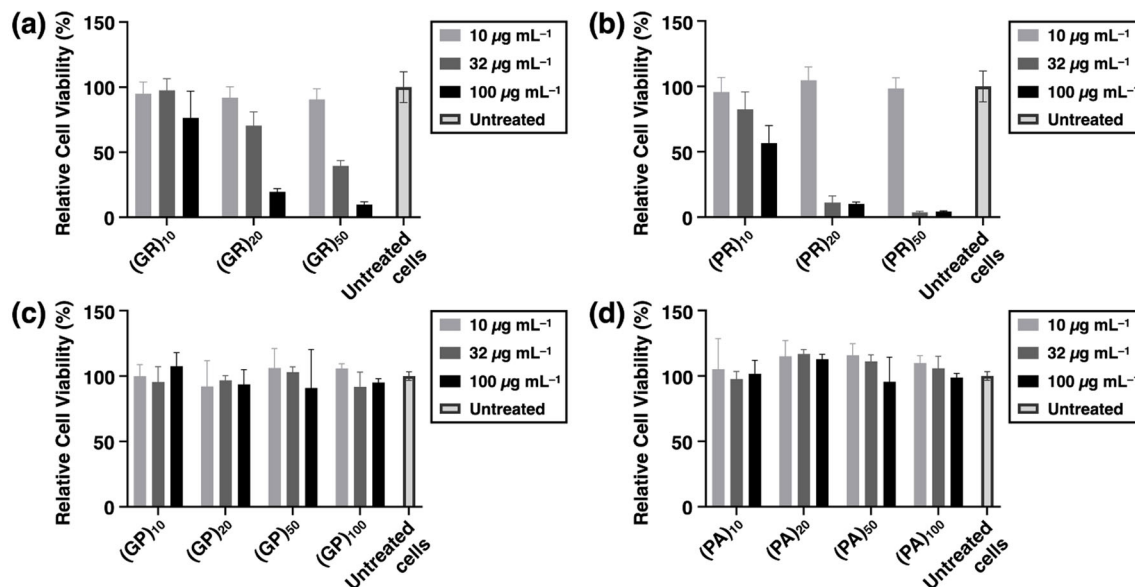 (a)
Relative Cell Viability (%)
150
100
50
0
(GR)10
(GR)20
(GR)50
Untreated
cells
10 µg mL⁻¹
32 µg mL⁻¹
100 µg mL⁻¹
Untreated
(b)
Relative Cell Viability (%)
150
100
50
0
(PR)10
(PR)20
(PR)50
Untreated
cells
10 µg mL⁻¹
32 µg mL⁻¹
100 µg mL⁻¹
Untreated
(c)
Relative Cell Viability (%)
150
100
50
0
(GP)10
(GP)20
(GP)50
(GP)100
Untreated
cells
10 µg mL⁻¹
32 µg mL⁻¹
100 µg mL⁻¹
Untreated
(d)
Relative Cell Viability (%)
150
100
50
0
(PA)10
(PA)20
(PA)50
(PA)100
Untreated
cells
10 µg mL⁻¹
32 µg mL⁻¹
100 µg mL⁻¹
Untreated